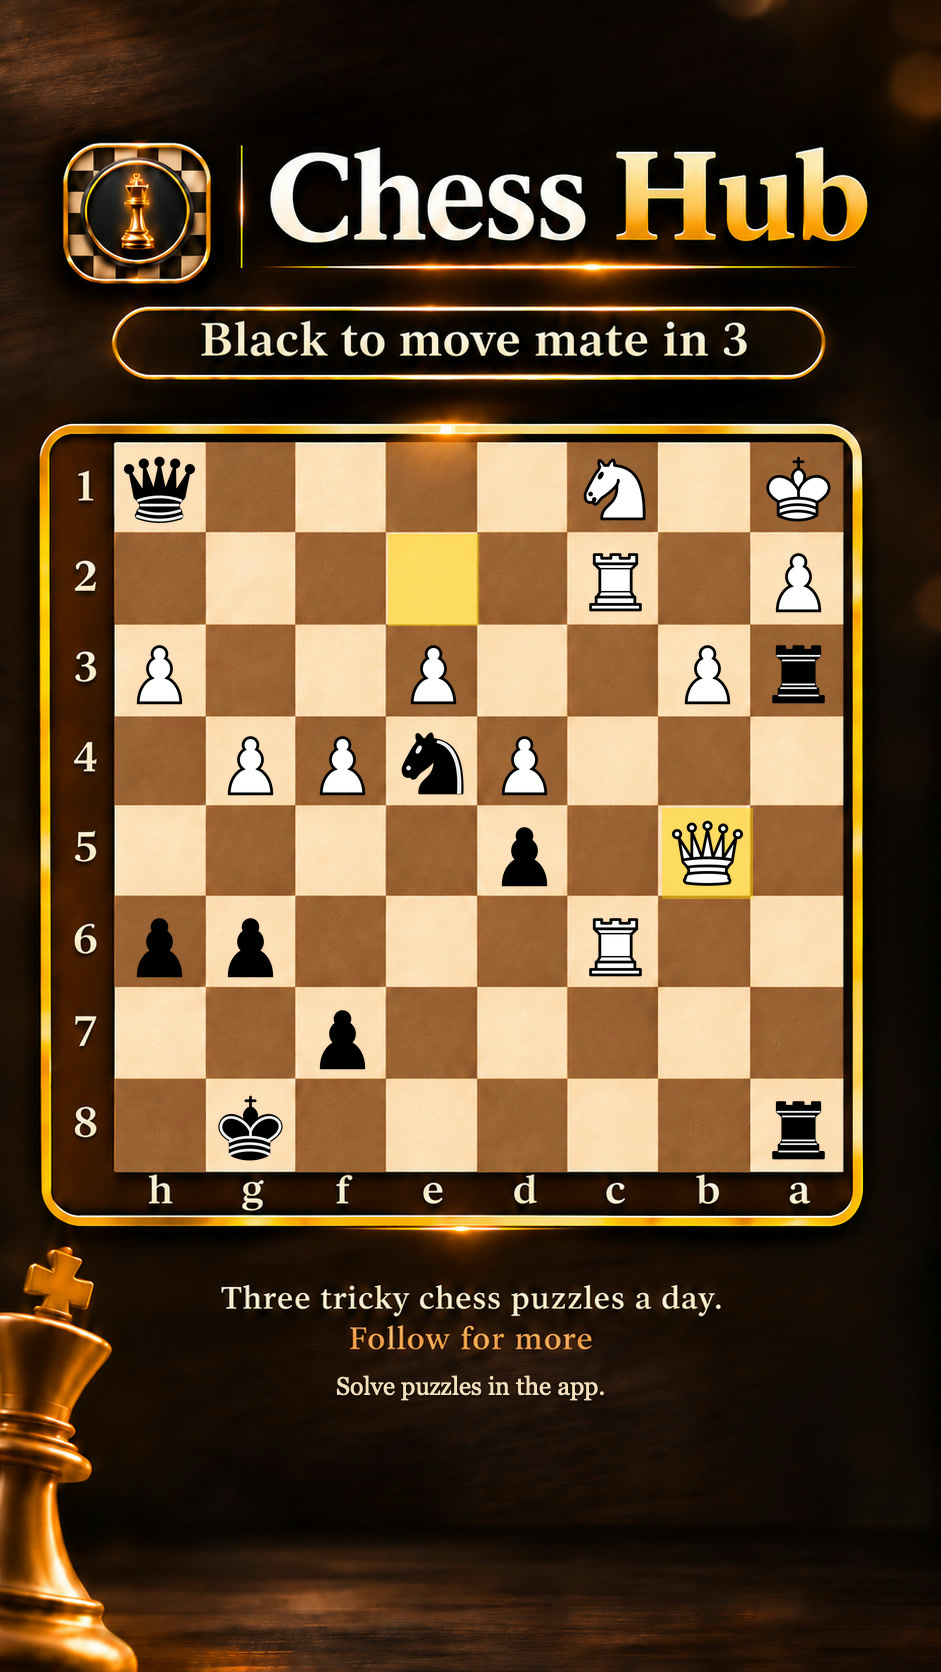 Chess Hub
Black to move mate in 3
1
2
3
4
5
6
7
8
h g f e d c b a
Three tricky chess puzzles a day.
Follow for more
Solve puzzles in the app.